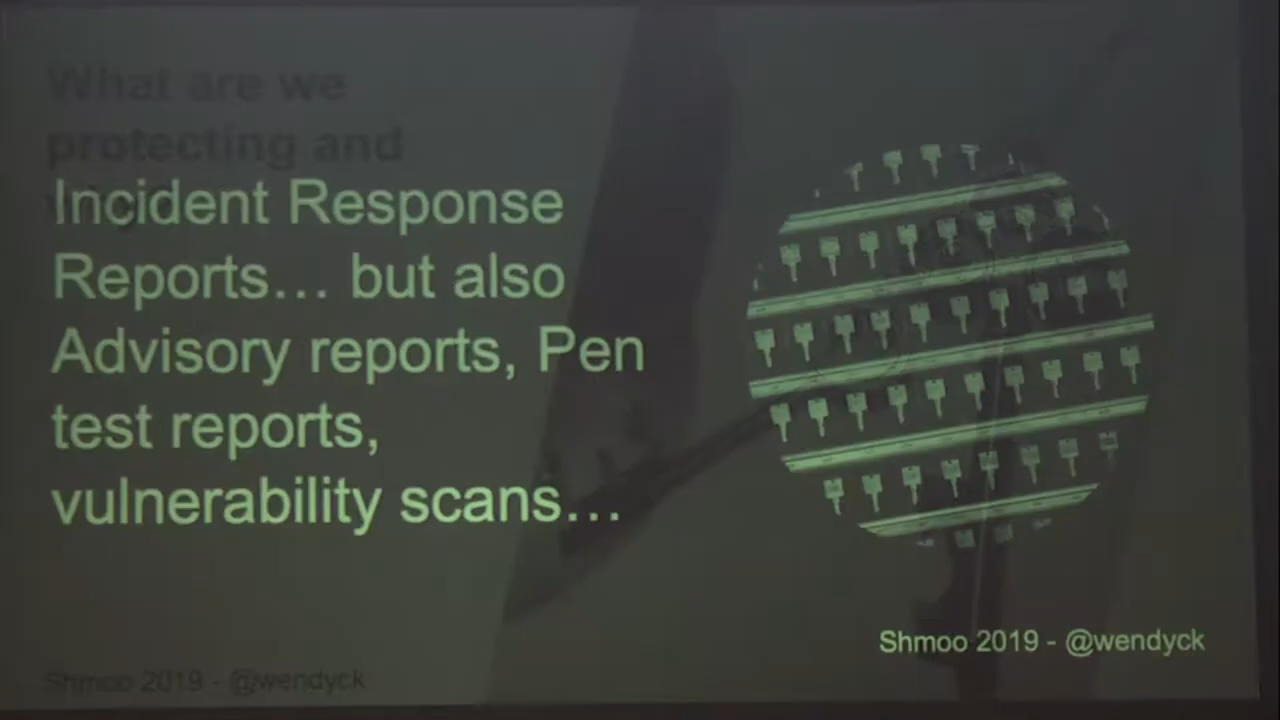 What are we
protecting and
Incident Response
Reports… but also
Advisory reports, Pen
test reports,
vulnerability scans…
Shmoo 2019 - @wendyck
Shmoo 2019 - @wendyck